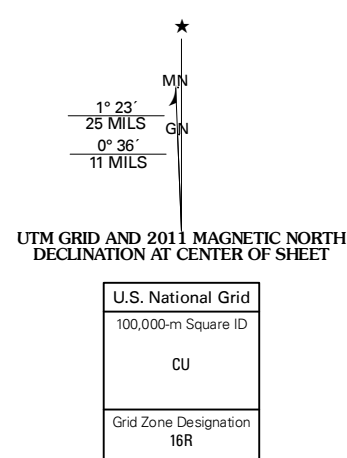 ★
MN
1° 23´
25 MILS
GN
0° 36´
11 MILS
UTM GRID AND 2011 MAGNETIC NORTH
DECLINATION AT CENTER OF SHEET
U.S. National Grid
100,000-m Square ID
CU
Grid Zone Designation
16R